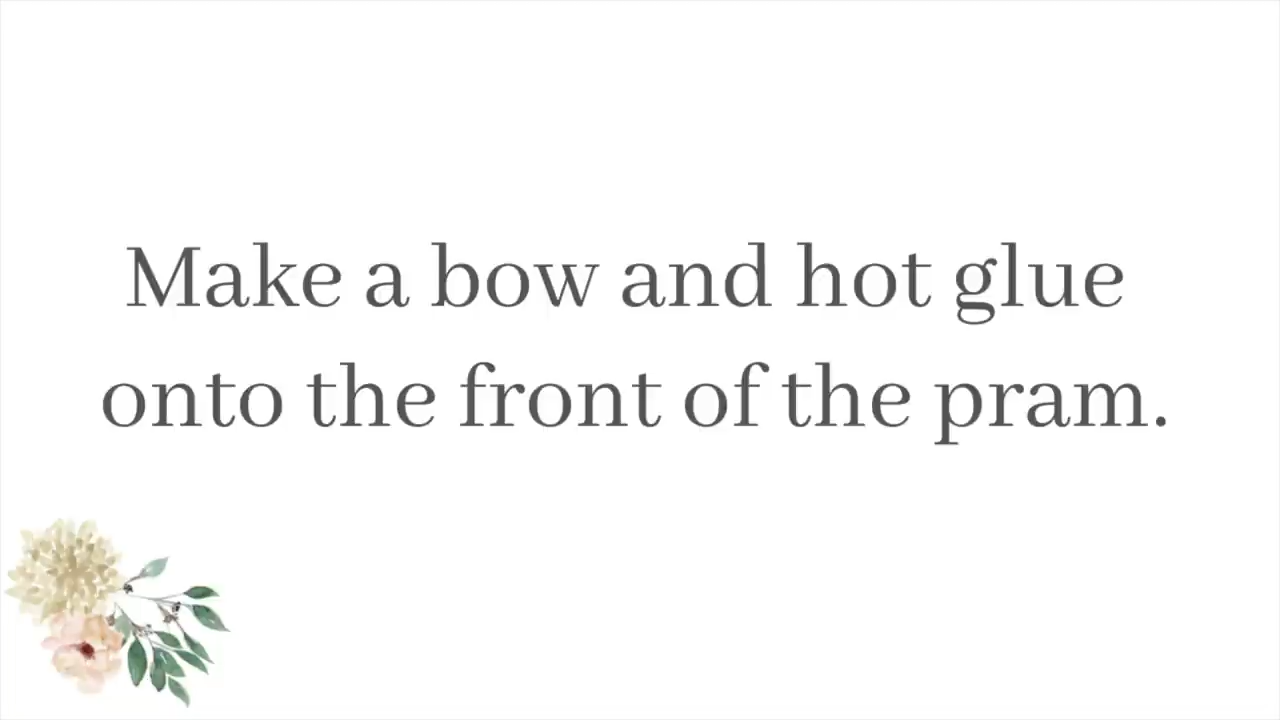 Make a bow and hot glue
onto the front of the pram.